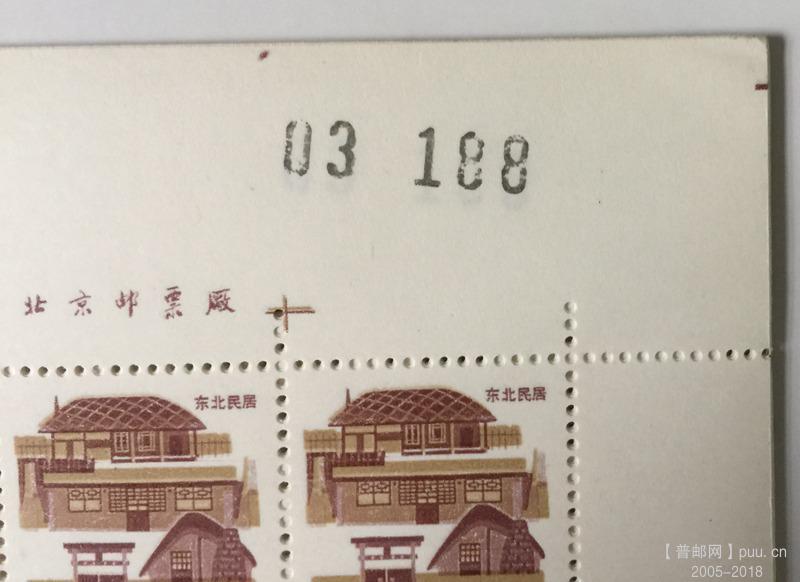 03 188
北京邮票厰
东北民居
东北民居
【普邮网】puu.cn
2005-2018